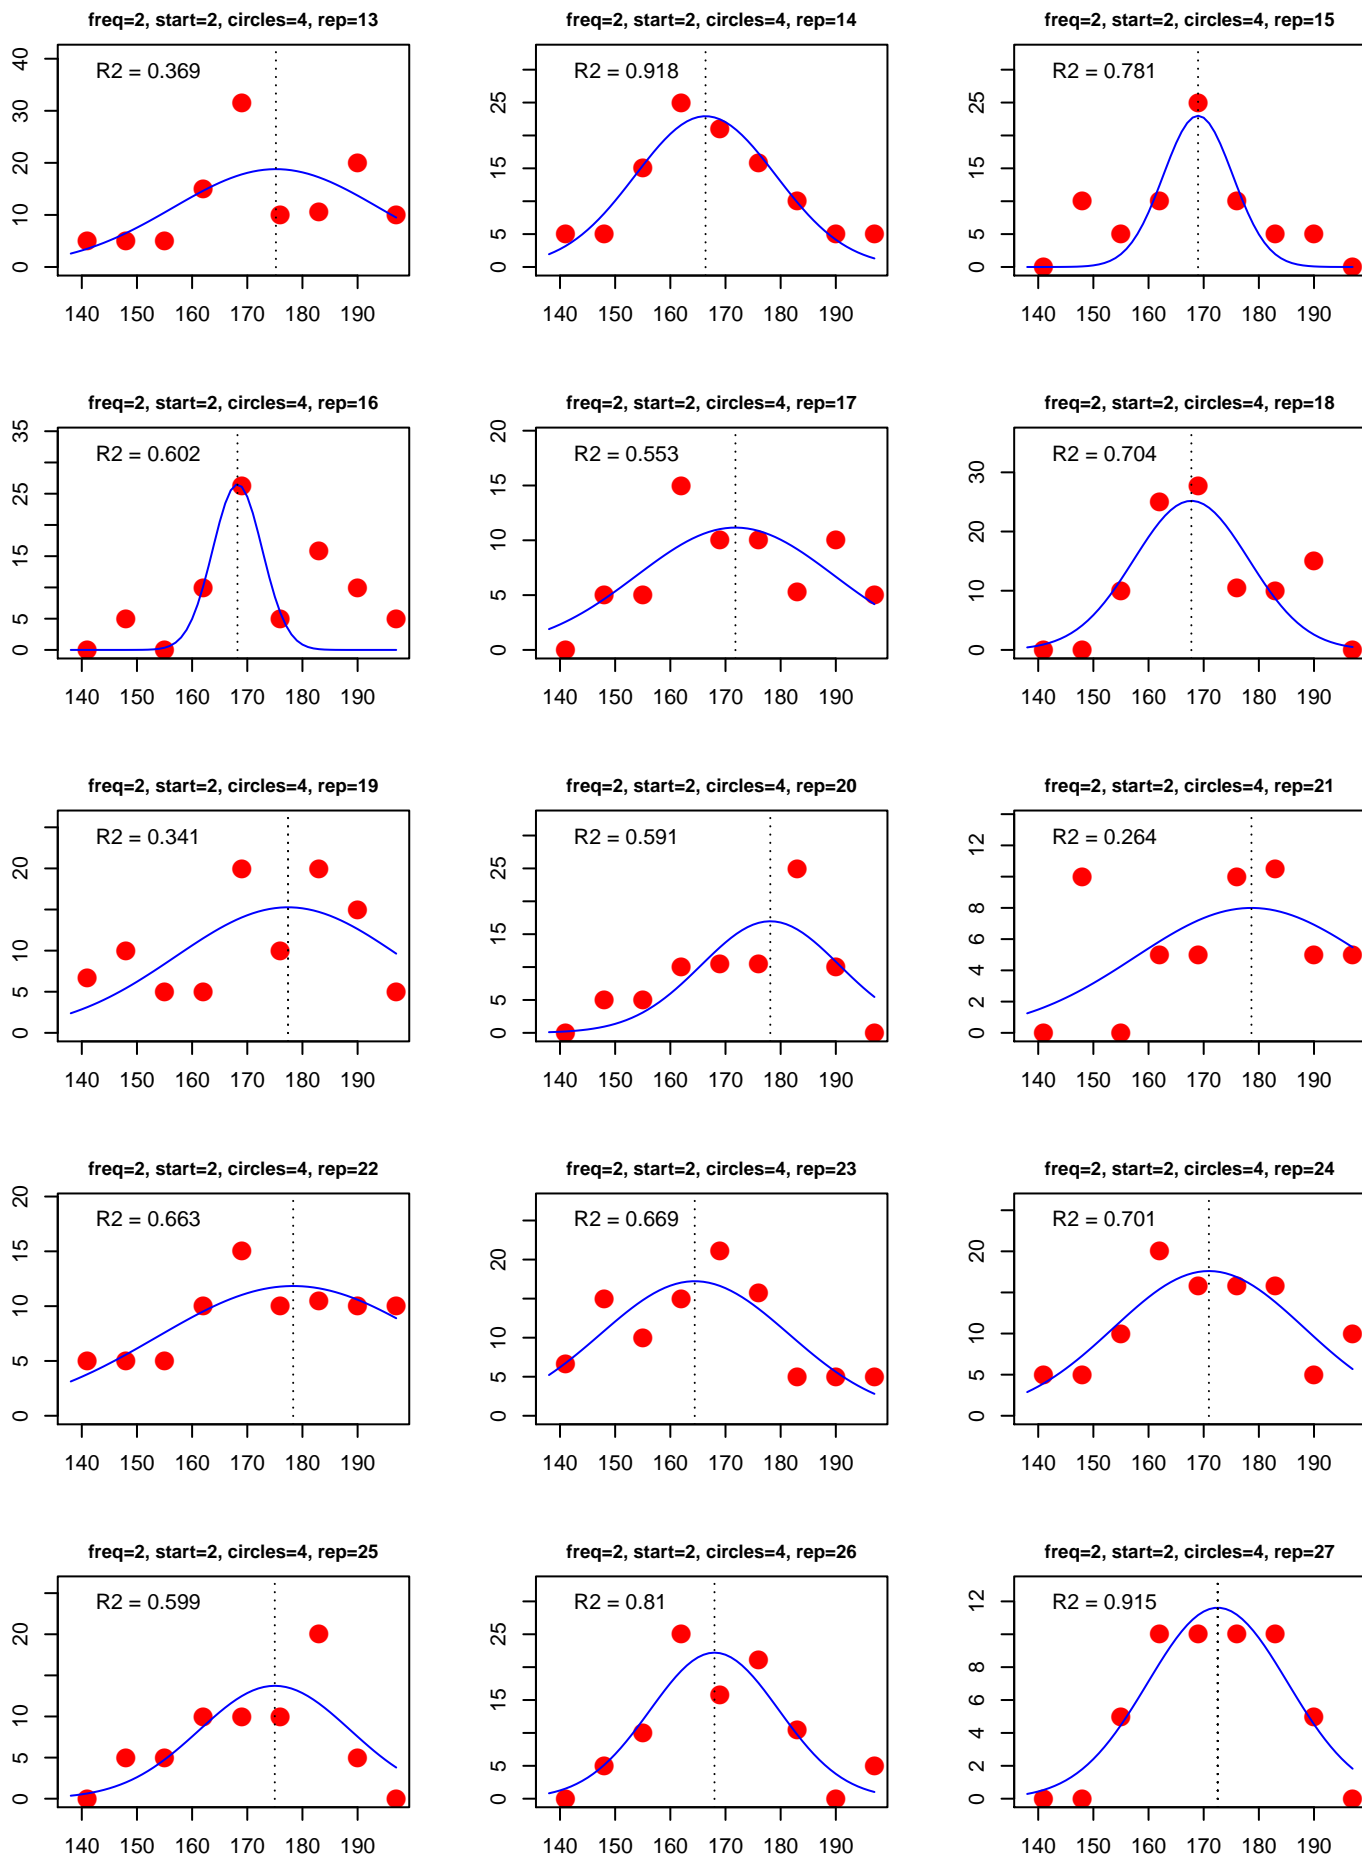 freq=2, start=2, circles=4, rep=13
R2 = 0.369
0 10 20 30 40
140 150 160 170 180 190
freq=2, start=2, circles=4, rep=14
R2 = 0.918
0 5 15 25
140 150 160 170 180 190
freq=2, start=2, circles=4, rep=15
R2 = 0.781
0 5 15 25
140 150 160 170 180 190
freq=2, start=2, circles=4, rep=16
R2 = 0.602
0 5 15 25 35
140 150 160 170 180 190
freq=2, start=2, circles=4, rep=17
R2 = 0.553
0 5 10 15 20
140 150 160 170 180 190
freq=2, start=2, circles=4, rep=18
R2 = 0.704
0 10 20 30
140 150 160 170 180 190
freq=2, start=2, circles=4, rep=19
R2 = 0.341
0 5 10 20
140 150 160 170 180 190
freq=2, start=2, circles=4, rep=20
R2 = 0.591
0 5 15 25
140 150 160 170 180 190
freq=2, start=2, circles=4, rep=21
R2 = 0.264
0 2 4 6 8 12
140 150 160 170 180 190
freq=2, start=2, circles=4, rep=22
R2 = 0.663
0 5 10 15 20
140 150 160 170 180 190
freq=2, start=2, circles=4, rep=23
R2 = 0.669
0 5 10 20
140 150 160 170 180 190
freq=2, start=2, circles=4, rep=24
R2 = 0.701
0 5 10 20
140 150 160 170 180 190
freq=2, start=2, circles=4, rep=25
R2 = 0.599
0 5 10 20
140 150 160 170 180 190
freq=2, start=2, circles=4, rep=26
R2 = 0.81
0 5 15 25
140 150 160 170 180 190
freq=2, start=2, circles=4, rep=27
R2 = 0.915
0 2 4 6 8 12
140 150 160 170 180 190